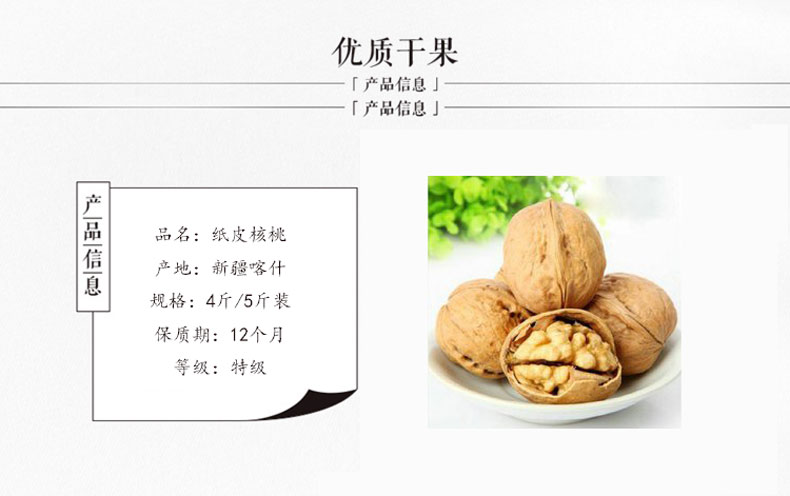 优质干果
「 产品信息 」
「 产品信息 」
产品信息
品名：纸皮核桃
产地：新疆喀什
规格：4斤/5斤装
保质期：12个月
等级：特级